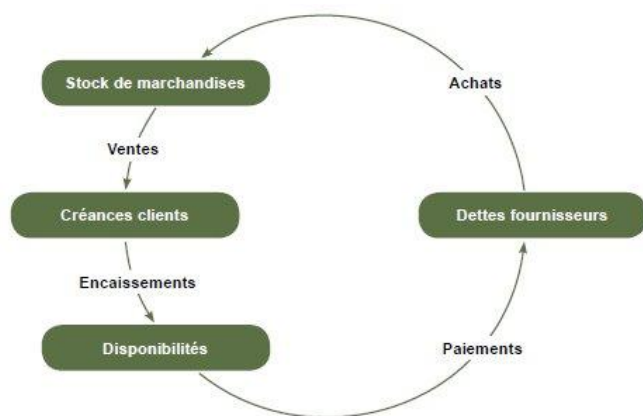 Stock de marchandises
Achats
Ventes
Créances clients
Dettes fournisseurs
Encaissements
Disponibilités
Paiements